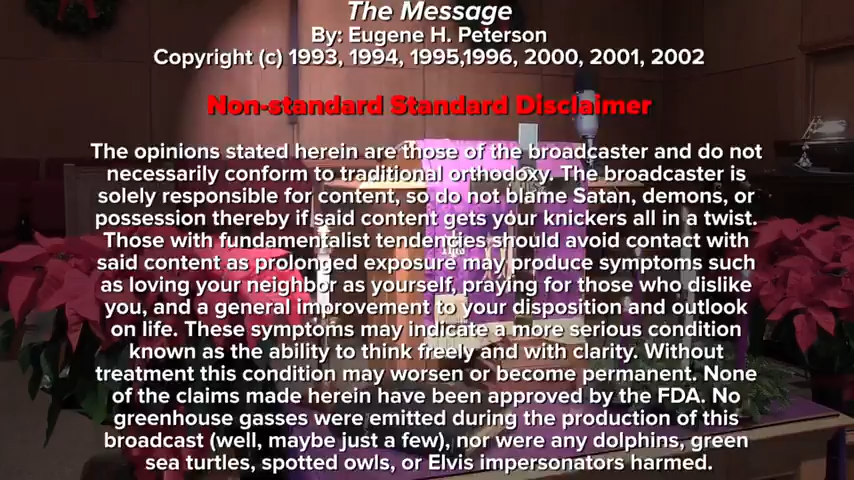 The Message
By: Eugene H. Peterson
Copyright (c) 1993, 1994, 1995,1996, 2000, 2001, 2002
Non-standard Standard Disclaimer
The opinions stated herein are those of the broadcaster and do not
necessarily conform to traditional orthodoxy. The broadcaster is
solely responsible for content, so do not blame Satan, demons, or
possession thereby if said content gets your knickers all in a twist.
Those with fundamentalist tendencies should avoid contact with
said content as prolonged exposure may produce symptoms such
as loving your neighbor as yourself, praying for those who dislike
you, and a general improvement to your disposition and outlook
on life. These symptoms may indicate a more serious condition
known as the ability to think freely and with clarity. Without
treatment this condition may worsen or become permanent. None
of the claims made herein have been approved by the FDA. No
greenhouse gasses were emitted during the production of this
broadcast (well, maybe just a few), nor were any dolphins, green
sea turtles, spotted owls, or Elvis impersonators harmed.